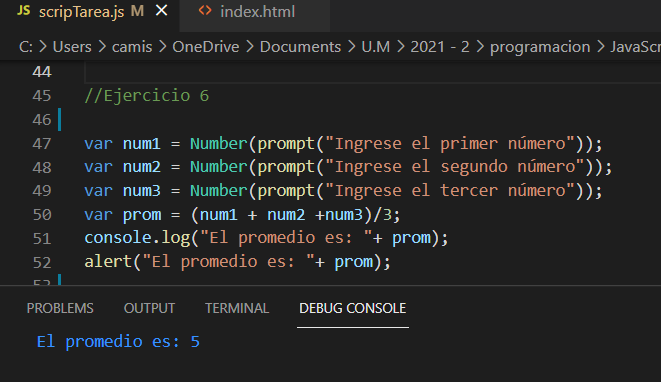 JS scripTarea.js M × <> index.html
C: > Users > camis > OneDrive > Documents > U.M > 2021 - 2 > programacion > JavaScr
44
45 //Ejercicio 6
46
47 var num1 = Number(prompt("Ingrese el primer número"));
48 var num2 = Number(prompt("Ingrese el segundo número"));
49 var num3 = Number(prompt("Ingrese el tercer número"));
50 var prom = (num1 + num2 +num3)/3;
51 console.log("El promedio es: "+ prom);
52 alert("El promedio es: "+ prom);
PROBLEMS OUTPUT TERMINAL DEBUG CONSOLE
El promedio es: 5